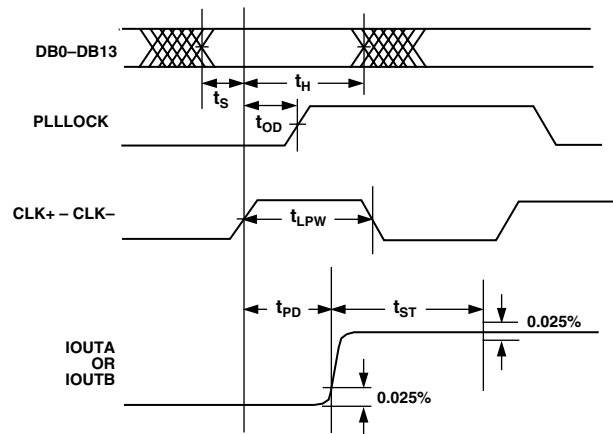 DB0–DB13
tS
tH
PLLLOCK
tOD
CLK+ – CLK–
tLPW
tPD
tST
0.025%
IOUTA
OR
IOUTB
0.025%